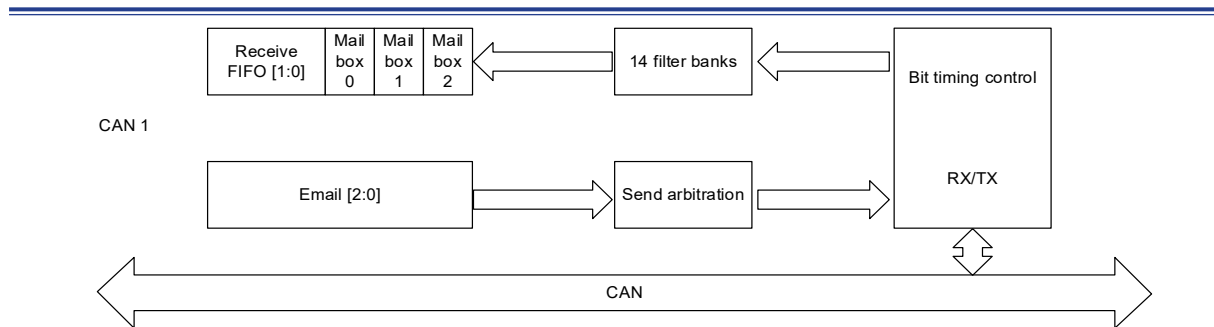 Receive
FIFO [1:0]
Mail
box
0
Mail
box
1
Mail
box
2
14 filter banks
Bit timing control
CAN 1
Email [2:0]
Send arbitration
RX/TX
CAN